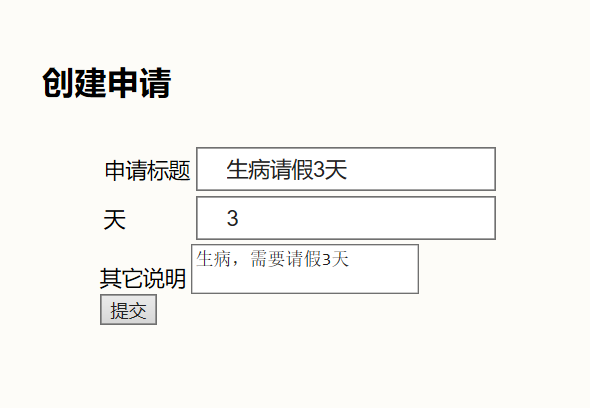 创建申请
申请标题 生病请假3天
天 3
其它说明 生病，需要请假3天
提交